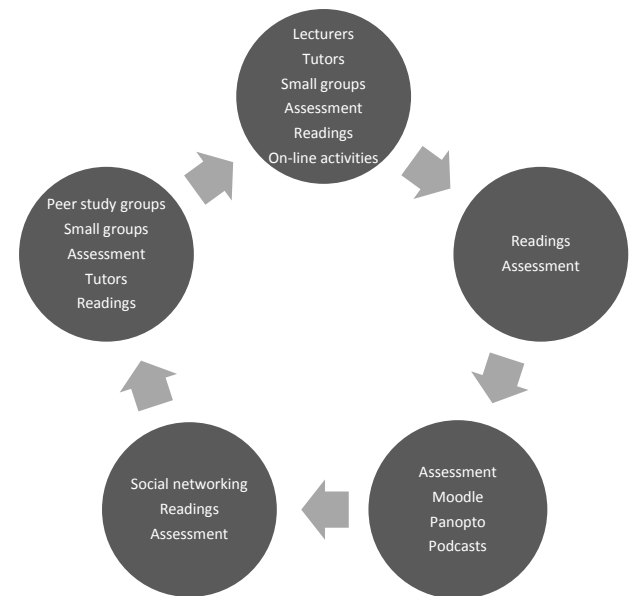 Lecturers
Tutors
Small groups
Assessment
Readings
On-line activities
Readings
Assessment
Assessment
Moodle
Panopto
Podcasts
Social networking
Readings
Assessment
Peer study groups
Small groups
Assessment
Tutors
Readings